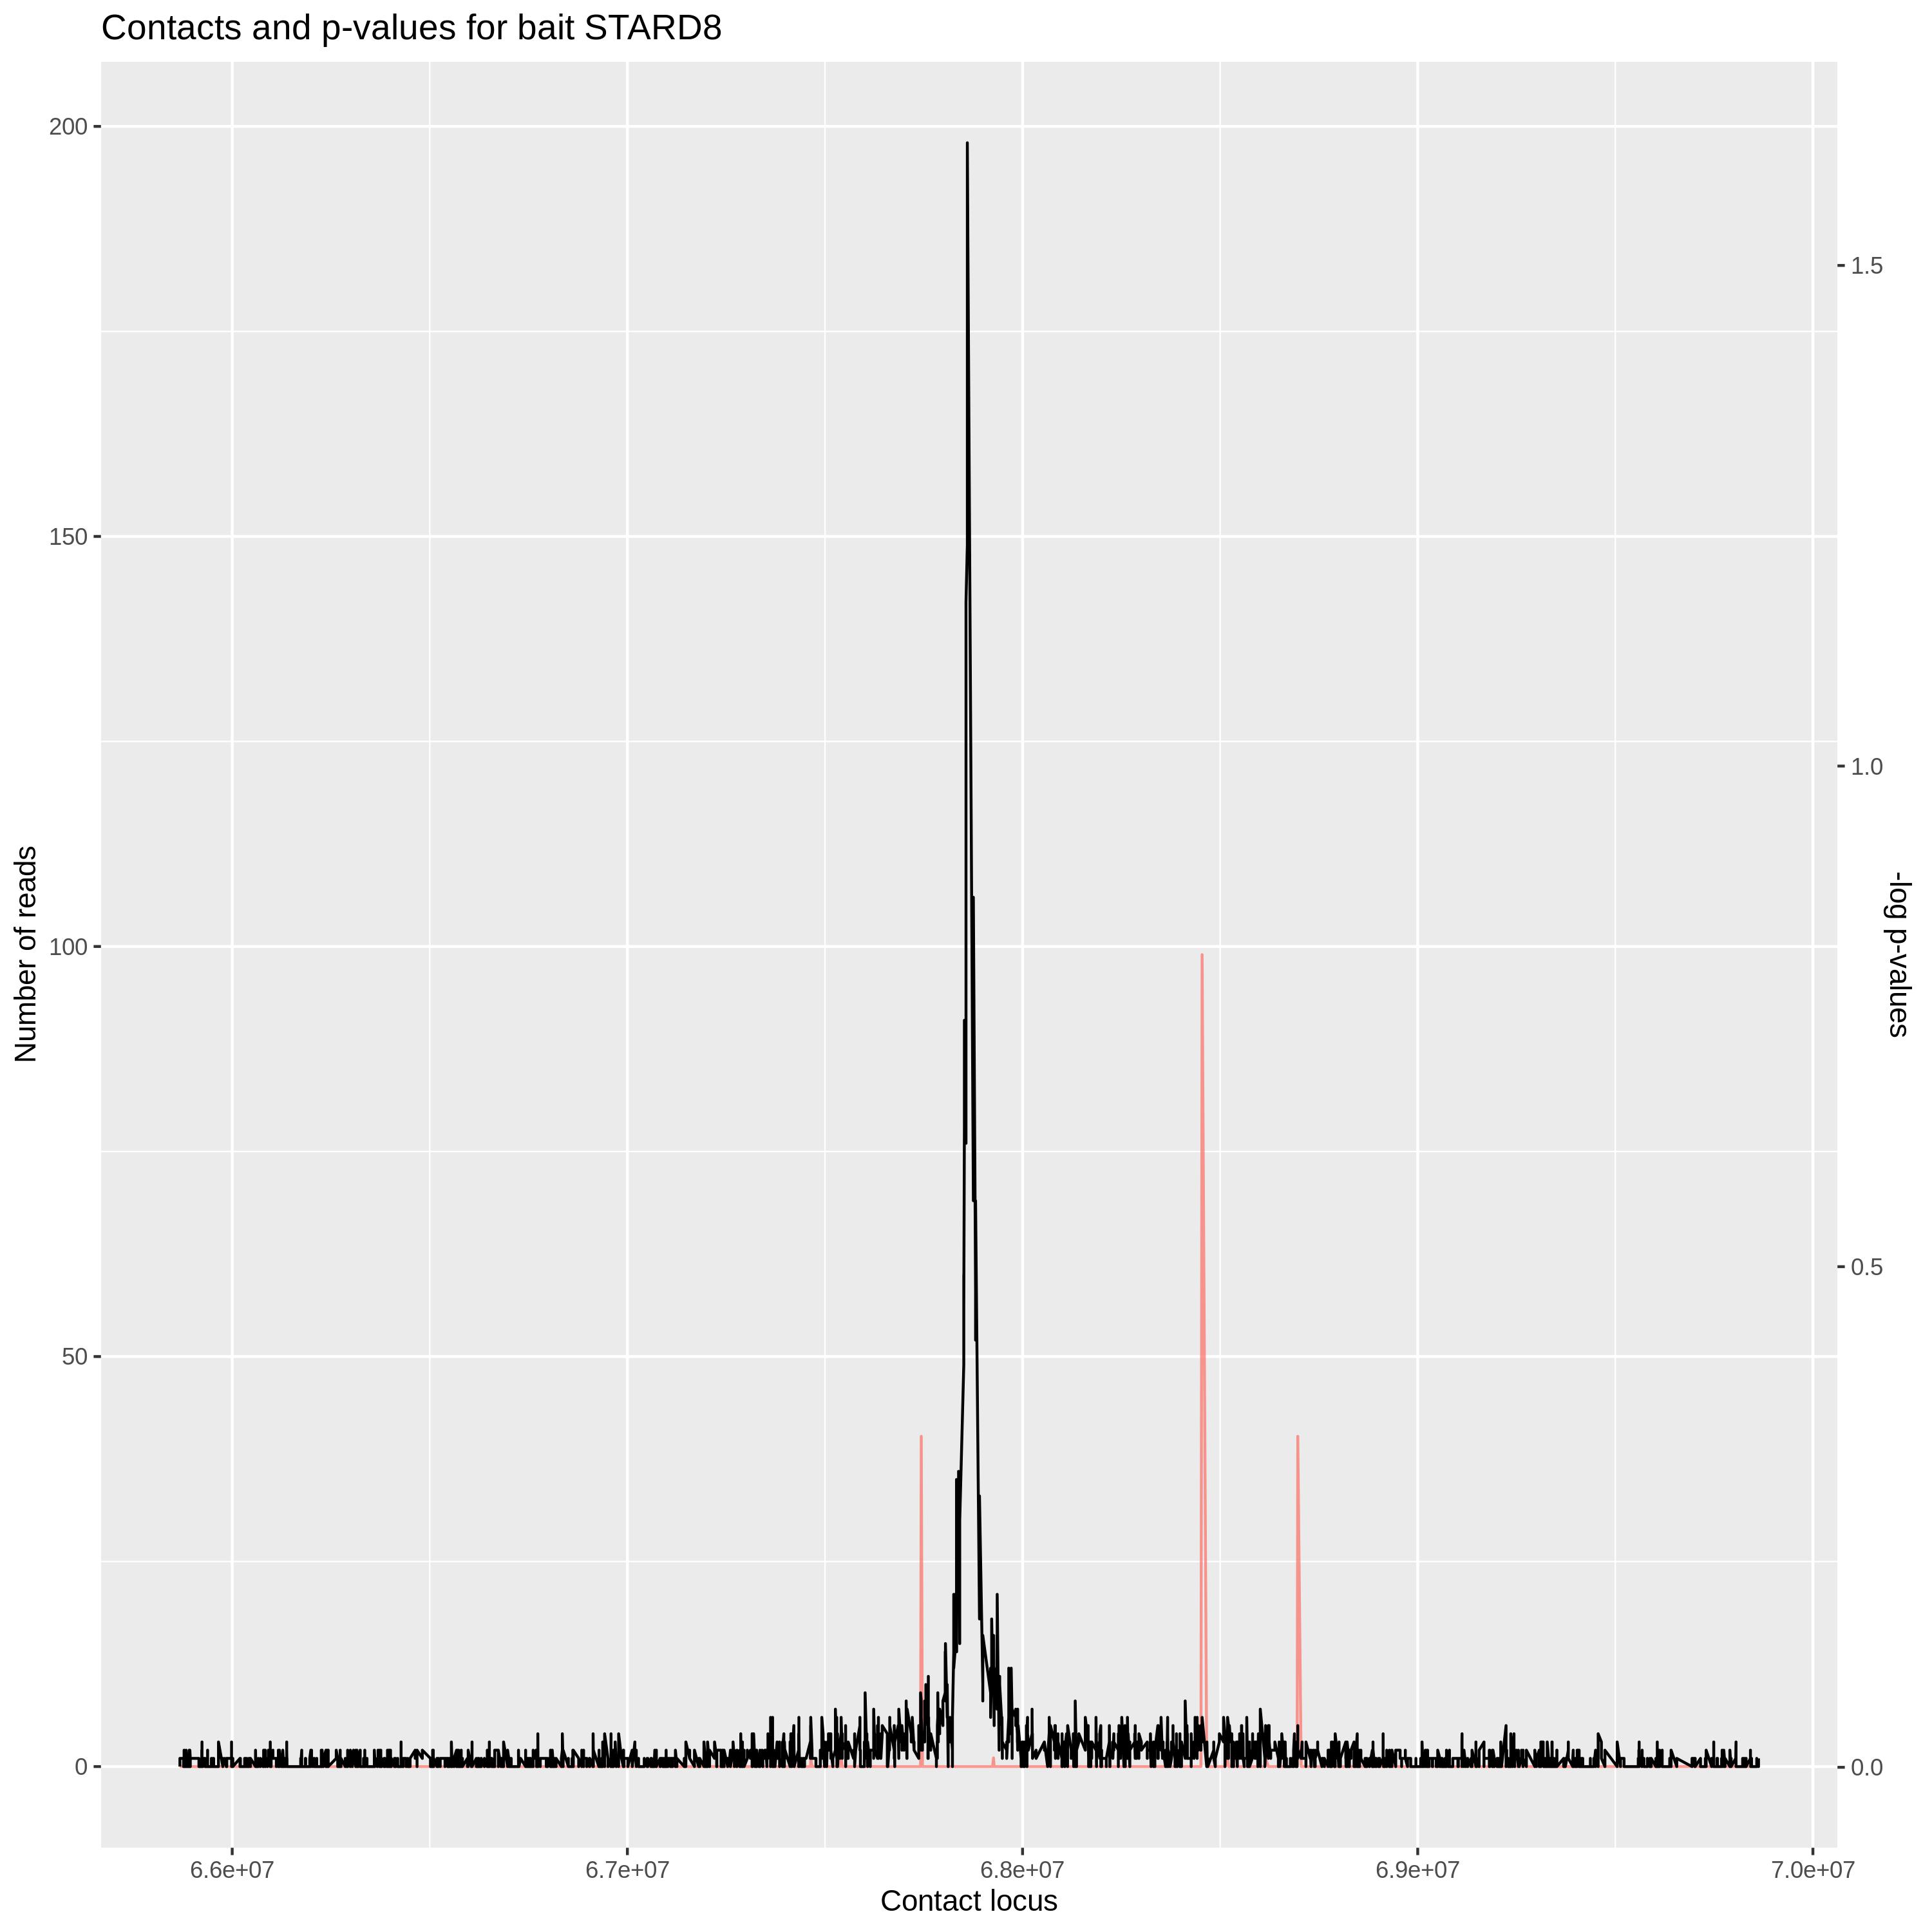 Contacts and p-values for bait STARD8
200
150
100
50
0
Number of reads
1.5
1.0
0.5
0.0
-log p-values
6.6e+07
6.7e+07
6.8e+07
6.9e+07
7.0e+07
Contact locus